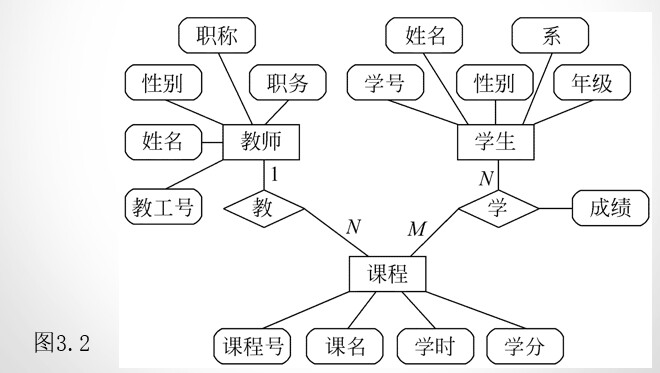 职称
姓名
系
性别
职务
学号
性别
年级
姓名
教师
学生
1
N
教工号
教
学
成绩
N
M
课程
图3.2
课程号
课名
学时
学分